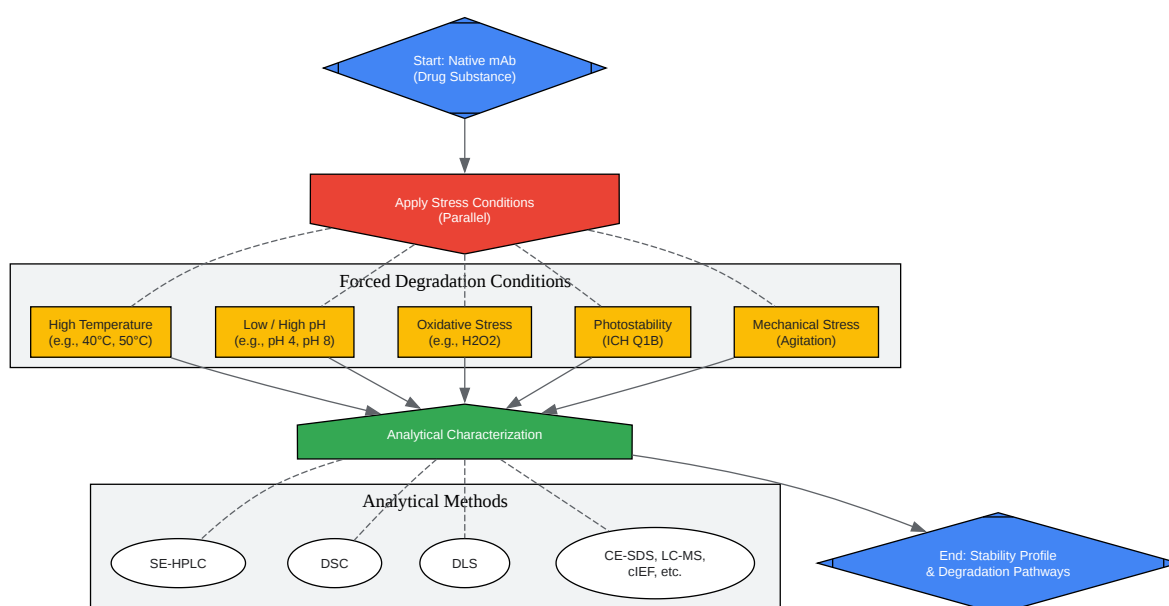 Start: Native mAb
(Drug Substance)
Apply Stress Conditions
(Parallel)
Forced Degradation Conditions
High Temperature
(e.g., 40°C, 50°C)
Low / High pH
(e.g., pH 4, pH 8)
Oxidative Stress
(e.g., H2O2)
Photostability
(ICH Q1B)
Mechanical Stress
(Agitation)
Analytical Characterization
Analytical Methods
SE-HPLC
DSC
DLS
CE-SDS, LC-MS,
cIEF, etc.
End: Stability Profile
& Degradation Pathways